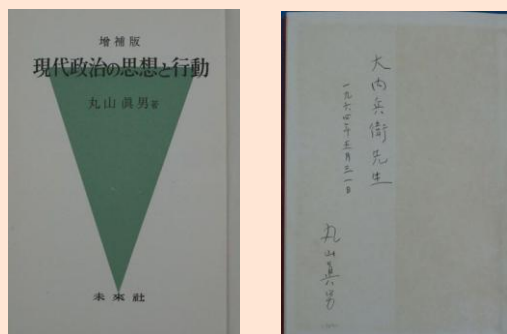 増補版
現代政治の思想と行動
丸山眞男著
未来社
大内兵衛先生
一九六四年五月三一日
丸山眞男